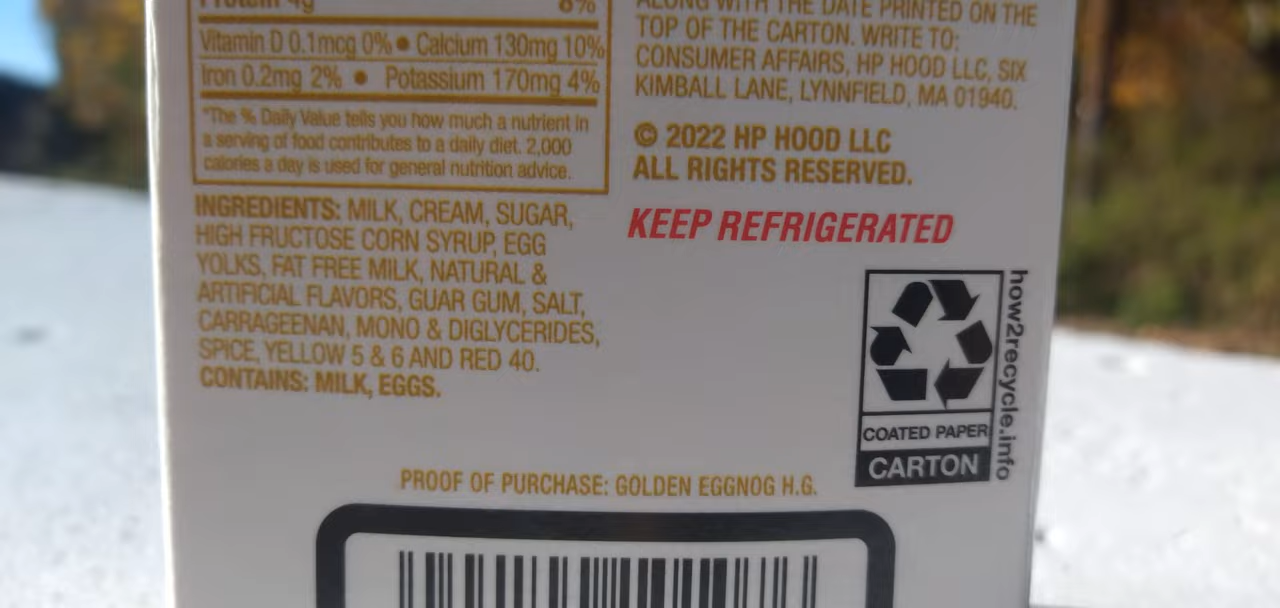 Protein 4g 8%
Vitamin D 0.1mcg 0% • Calcium 130mg 10%
Iron 0.2mg 2% • Potassium 170mg 4%
*The % Daily Value tells you how much a nutrient in
a serving of food contributes to a daily diet. 2,000
calories a day is used for general nutrition advice.
INGREDIENTS: MILK, CREAM, SUGAR,
HIGH FRUCTOSE CORN SYRUP, EGG
YOLKS, FAT FREE MILK, NATURAL &
ARTIFICIAL FLAVORS, GUAR GUM, SALT,
CARRAGEENAN, MONO & DIGLYCERIDES,
SPICE, YELLOW 5 & 6 AND RED 40.
CONTAINS: MILK, EGGS.
ALONG WITH THE DATE PRINTED ON THE
TOP OF THE CARTON. WRITE TO:
CONSUMER AFFAIRS, HP HOOD LLC, SIX
KIMBALL LANE, LYNNFIELD, MA 01940.
© 2022 HP HOOD LLC
ALL RIGHTS RESERVED.
KEEP REFRIGERATED
COATED PAPER
CARTON
how2recycle.info
PROOF OF PURCHASE: GOLDEN EGGNOG H.G.